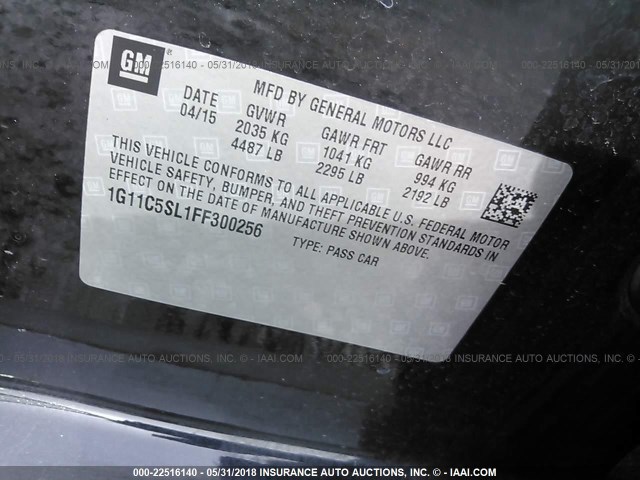 GM
MFD BY GENERAL MOTORS LLC
DATE GVWR GAWR FRT GAWR RR
04/15 2035 KG 1041 KG 994 KG
4487 LB 2295 LB 2192 LB
THIS VEHICLE CONFORMS TO ALL APPLICABLE U.S. FEDERAL MOTOR
VEHICLE SAFETY, BUMPER, AND THEFT PREVENTION STANDARDS IN
EFFECT ON THE DATE OF MANUFACTURE SHOWN ABOVE.
1G11C5SL1FF300256
TYPE: PASS CAR
000-22516140 - 05/31/2018 INSURANCE AUTO AUCTIONS, INC. - © - IAAI.COM